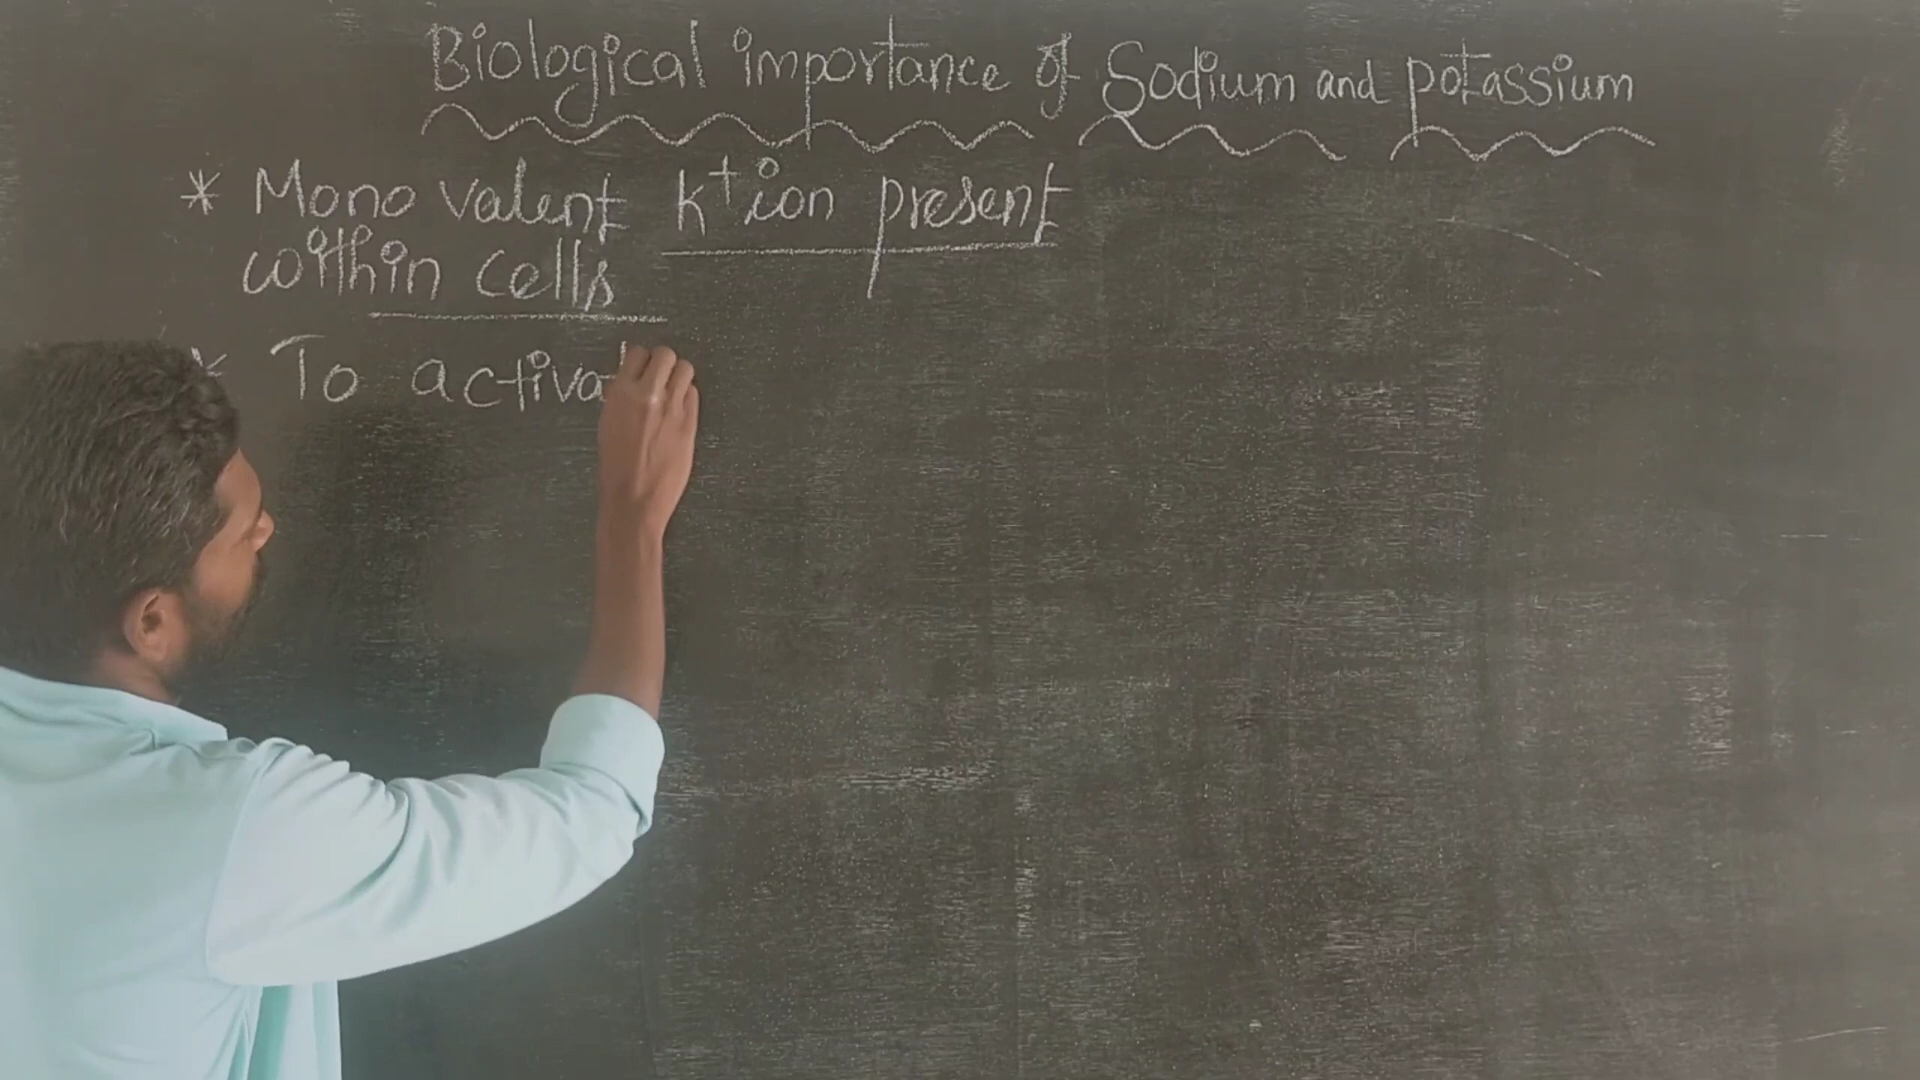 Biological importance of Sodium and potassium
* Mono valent k+ ion present
within cells
* To activat